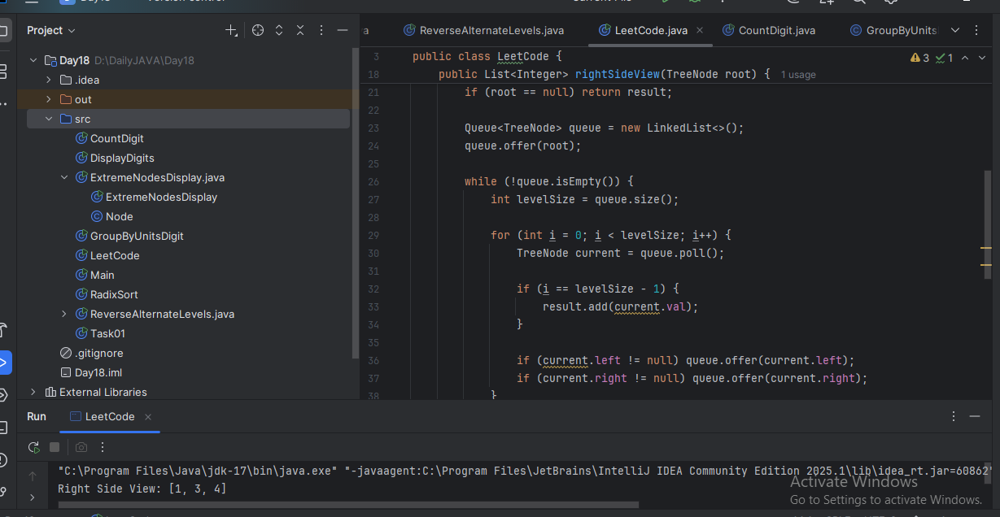 Project
Day18 D:\DailyJAVA\Day18
.idea
out
src
CountDigit
DisplayDigits
ExtremeNodesDisplay.java
ExtremeNodesDisplay
Node
GroupByUnitsDigit
LeetCode
Main
RadixSort
ReverseAlternateLevels.java
Task01
.gitignore
Day18.iml
External Libraries
ReverseAlternateLevels.java LeetCode.java CountDigit.java GroupByUnits
3 public class LeetCode { 3 1
18 public List<Integer> rightSideView(TreeNode root) { 1 usage
21 if (root == null) return result;
22
23 Queue<TreeNode> queue = new LinkedList<>();
24 queue.offer(root);
25
26 while (!queue.isEmpty()) {
27 int levelSize = queue.size();
28
29 for (int i = 0; i < levelSize; i++) {
30 TreeNode current = queue.poll();
31
32 if (i == levelSize - 1) {
33 result.add(current.val);
34 }
35
36 if (current.left != null) queue.offer(current.left);
37 if (current.right != null) queue.offer(current.right);
38 }
Run LeetCode
"C:\Program Files\Java\jdk-17\bin\java.exe" "-javaagent:C:\Program Files\JetBrains\IntelliJ IDEA Community Edition 2025.1\lib\idea_rt.jar=60862
Right Side View: [1, 3, 4]
Activate Windows
Go to Settings to activate Windows.